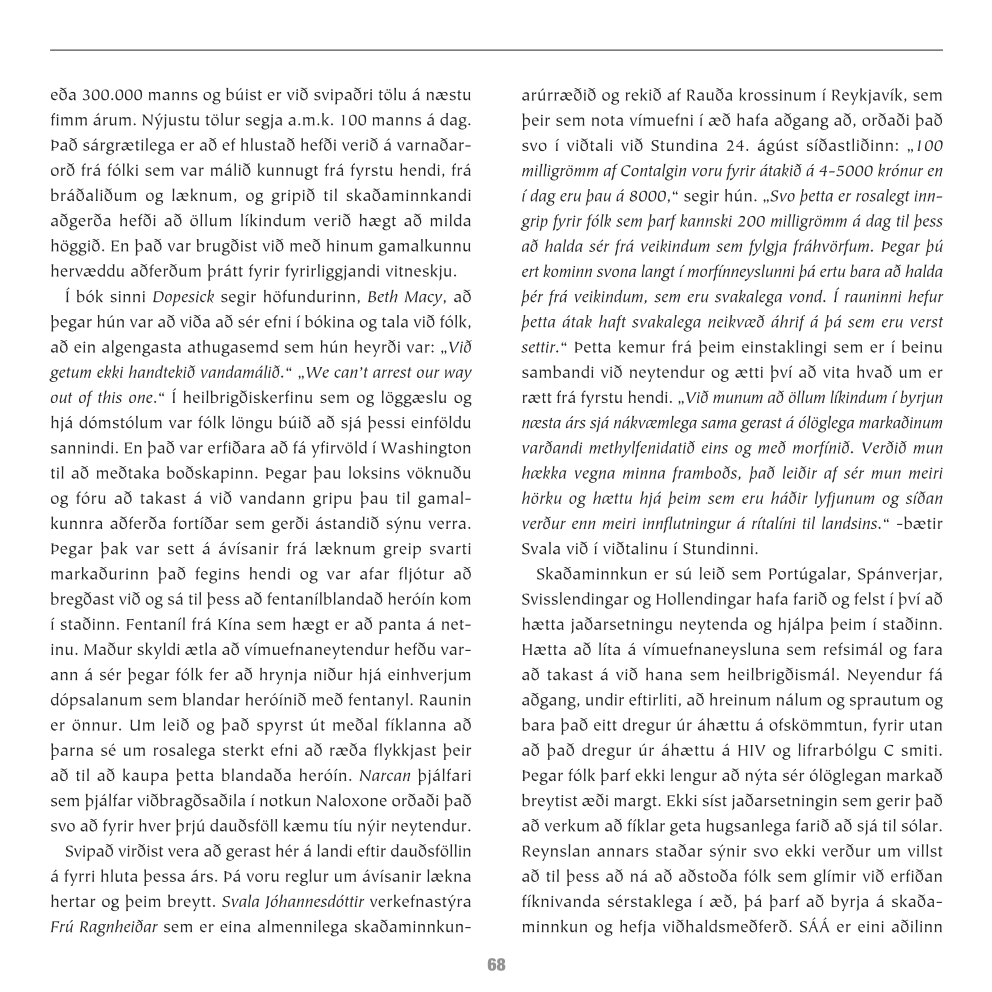 eða 300.000 manns og búist er við svipaðri tölu á næstu
fimm árum. Nýjustu tölur segja a.m.k. 100 manns á dag.
Það sárgrætilega er að ef hlustað hefði verið á varnaðar-
orð frá fólki sem var málið kunnugt frá fyrstu hendi, frá
bráðaliðum og læknum, og gripið til skaðaminnkandi
aðgerða hefði að öllum líkindum verið hægt að milda
höggið. En það var brugðist við með hinum gamalkunnu
hervæddu aðferðum þrátt fyrir fyrirliggjandi vitneskju.
Í bók sinni Dopesick segir höfundurinn, Beth Macy, að
þegar hún var að viða að sér efni í bókina og tala við fólk,
að ein algengasta athugasemd sem hún heyrði var: „Við
getum ekki handtekið vandamálið.“ „We can't arrest our way
out of this one.“ Í heilbrigðiskerfinu sem og löggæslu og
hjá dómstólum var fólk löngu búið að sjá þessi einföldu
sannindi. En það var erfiðara að fá yfirvöld í Washington
til að meðtaka boðskapinn. Þegar þau loksins vöknuðu
og fóru að takast á við vandann gripu þau til gamal-
kunnra aðferða fortíðar sem gerði ástandið sýnu verra.
Þegar þak var sett á ávísanir frá læknum greip svarti
markaðurinn það fegins hendi og var afar fljótur að
bregðast við og sá til þess að fentanílblandað heróín kom
í staðinn. Fentaníl frá Kína sem hægt er að panta á net-
inu. Maður skyldi ætla að vímuefnaneytendur hefðu var-
ann á sér þegar fólk fer að hrynja niður hjá einhverjum
dópsalanum sem blandar heróínið með fentanyl. Raunin
er önnur. Um leið og það spyrst út meðal fíklanna að
þarna sé um rosalega sterkt efni að ræða flykkjast þeir
að til að kaupa þetta blandaða heróín. Narcan þjálfari
sem þjálfar viðbragðsaðila í notkun Naloxone orðaði það
svo að fyrir hver þrjú dauðsföll kæmu tíu nýir neytendur.
Svipað virðist vera að gerast hér á landi eftir dauðsföllin
á fyrri hluta þessa árs. Þá voru reglur um ávísanir lækna
hertar og þeim breytt. Svala Jóhannesdóttir verkefnastýra
Frú Ragnheiðar sem er eina almennilega skaðaminnkun-
arúrræðið og rekið af Rauða krossinum í Reykjavík, sem
þeir sem nota vímuefni í æð hafa aðgang að, orðaði það
svo í viðtali við Stundina 24. ágúst síðastliðinn: „100
milligrömm af Contalgin voru fyrir átakið á 4-5000 krónur en
í dag eru þau á 8000,“ segir hún. „Svo þetta er rosalegt inn-
grip fyrir fólk sem þarf kannski 200 milligrömm á dag til þess
að halda sér frá veikindum sem fylgja fráhvörfum. Þegar þú
ert kominn svona langt í morfínneyslunni þá ertu bara að halda
þér frá veikindum, sem eru svakalega vond. Í rauninni hefur
þetta átak haft svakalega neikvæð áhrif á þá sem eru verst
settir.“ Þetta kemur frá þeim einstaklingi sem er í beinu
sambandi við neytendur og ætti því að vita hvað um er
rætt frá fyrstu hendi. „Við munum að öllum líkindum í byrjun
næsta árs sjá nákvæmlega sama gerast á ólöglega markaðinum
varðandi methylfenidatið eins og með morfínið. Verðið mun
hækka vegna minna framboðs, það leiðir af sér mun meiri
hörku og hættu hjá þeim sem eru háðir lyfjunum og síðan
verður enn meiri innflutningur á rítalíni til landsins.“ -bætir
Svala við í viðtalinu í Stundinni.
Skaðaminnkun er sú leið sem Portúgalar, Spánverjar,
Svisslendingar og Hollendingar hafa farið og felst í því að
hætta jaðarsetningu neytenda og hjálpa þeim í staðinn.
Hætta að líta á vímuefnaneysluna sem refsimál og fara
að takast á við hana sem heilbrigðismál. Neyendur fá
aðgang, undir eftirliti, að hreinum nálum og sprautum og
bara það eitt dregur úr áhættu á ofskömmtun, fyrir utan
að það dregur úr áhættu á HIV og lifrarbólgu C smiti.
Þegar fólk þarf ekki lengur að nýta sér ólöglegan markað
breytist æði margt. Ekki síst jaðarsetningin sem gerir það
að verkum að fíklar geta hugsanlega farið að sjá til sólar.
Reynslan annars staðar sýnir svo ekki verður um villst
að til þess að ná að aðstoða fólk sem glímir við erfiðan
fíknivanda sérstaklega í æð, þá þarf að byrja á skaða-
minnkun og hefja viðhaldsmeðferð. SÁÁ er eini aðilinn
68